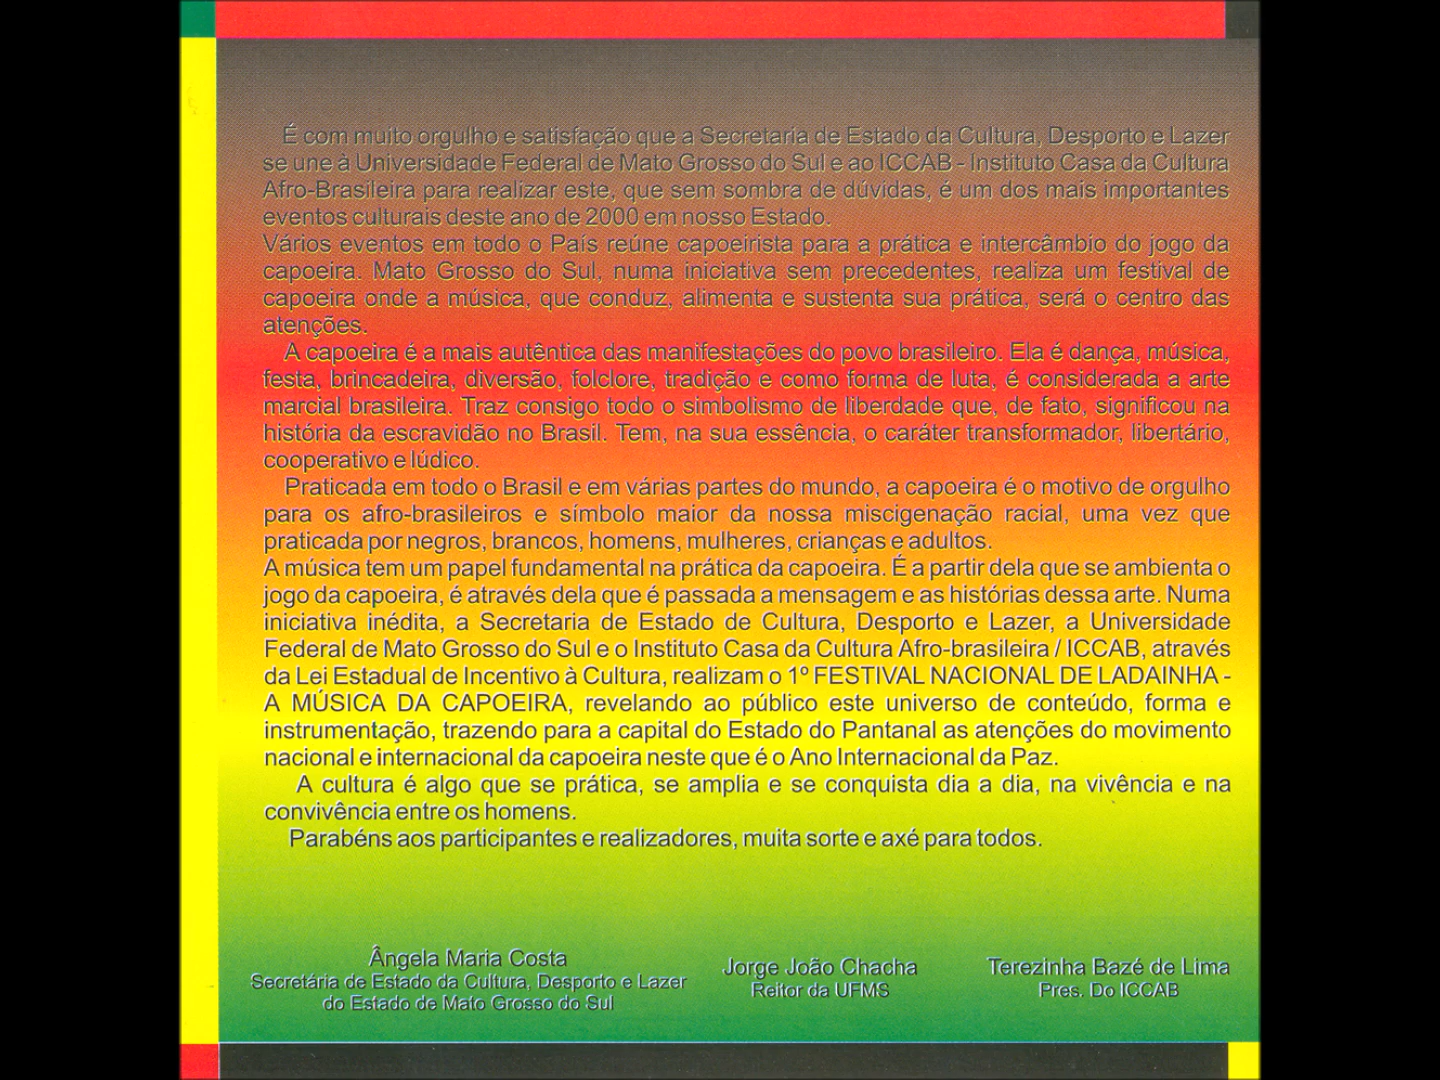 É com muito orgulho e satisfação que a Secretaria de Estado da Cultura, Desporto e Lazer
se une à Universidade Federal de Mato Grosso do Sul e ao ICCAB - Instituto Casa da Cultura
Afro-Brasileira para realizar este, que sem sombra de dúvidas, é um dos mais importantes
eventos culturais deste ano de 2000 em nosso Estado.
Vários eventos em todo o País reúne capoeirista para a prática e intercâmbio do jogo da
capoeira. Mato Grosso do Sul, numa iniciativa sem precedentes, realiza um festival de
capoeira onde a música, que conduz, alimenta e sustenta sua prática, será o centro das
atenções.
A capoeira é a mais autêntica das manifestações do povo brasileiro. Ela é dança, música,
festa, brincadeira, diversão, folclore, tradição e como forma de luta, é considerada a arte
marcial brasileira. Traz consigo todo o simbolismo de liberdade que, de fato, significou na
história da escravidão no Brasil. Tem, na sua essência, o caráter transformador, libertário,
cooperativo e lúdico.
Praticada em todo o Brasil e em várias partes do mundo, a capoeira é o motivo de orgulho
para os afro-brasileiros e símbolo maior da nossa miscigenação racial, uma vez que
praticada por negros, brancos, homens, mulheres, crianças e adultos.
A música tem um papel fundamental na prática da capoeira. É a partir dela que se ambienta o
jogo da capoeira, é através dela que é passada a mensagem e as histórias dessa arte. Numa
iniciativa inédita, a Secretaria de Estado de Cultura, Desporto e Lazer, a Universidade
Federal de Mato Grosso do Sul e o Instituto Casa da Cultura Afro-brasileira / ICCAB, através
da Lei Estadual de Incentivo à Cultura, realizam o 1º FESTIVAL NACIONAL DE LADAINHA -
A MÚSICA DA CAPOEIRA, revelando ao público este universo de conteúdo, forma e
instrumentação, trazendo para a capital do Estado do Pantanal as atenções do movimento
nacional e internacional da capoeira neste que é o Ano Internacional da Paz.
A cultura é algo que se prática, se amplia e se conquista dia a dia, na vivência e na
convivência entre os homens.
Parabéns aos participantes e realizadores, muita sorte e axé para todos.
Ângela Maria Costa
Secretária de Estado da Cultura, Desporto e Lazer
do Estado de Mato Grosso do Sul
Jorge João Chacha
Reitor da UFMS
Terezinha Bazé de Lima
Pres. Do ICCAB